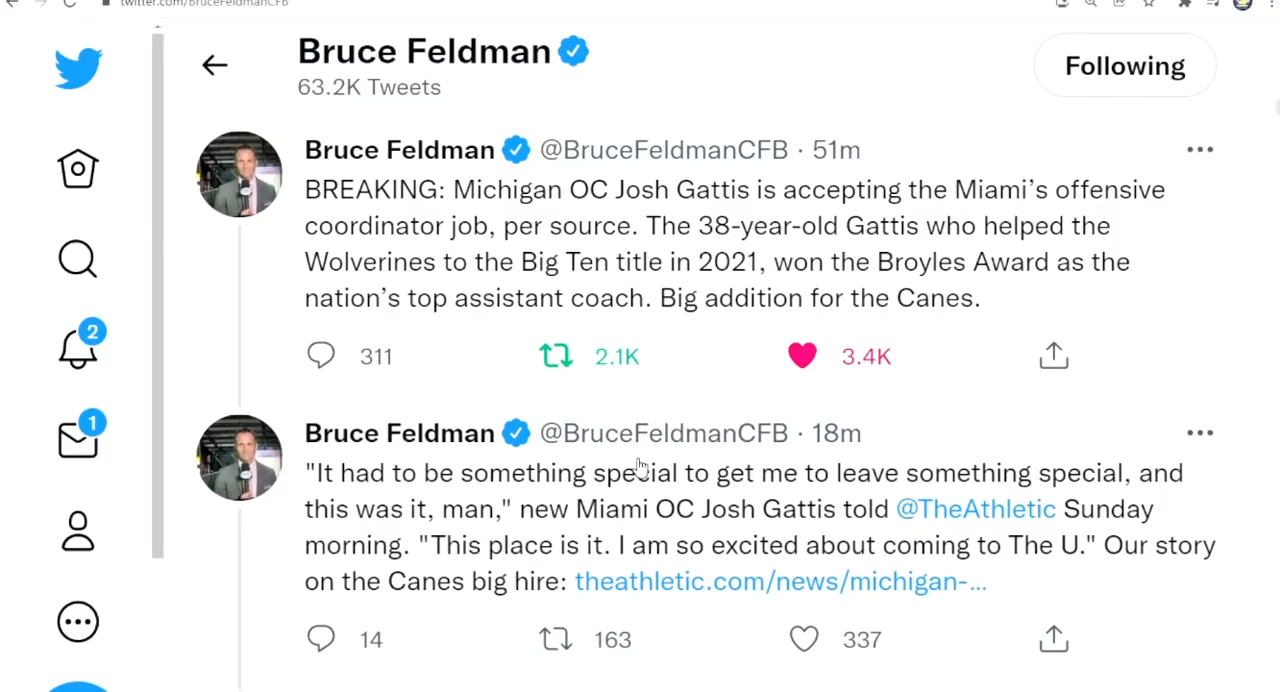 twitter.com/BruceFeldmanCFB
Bruce Feldman
63.2K Tweets
Following
Bruce Feldman @BruceFeldmanCFB · 51m
BREAKING: Michigan OC Josh Gattis is accepting the Miami’s offensive
coordinator job, per source. The 38-year-old Gattis who helped the
Wolverines to the Big Ten title in 2021, won the Broyles Award as the
nation’s top assistant coach. Big addition for the Canes.
311 2.1K 3.4K
2
1
Bruce Feldman @BruceFeldmanCFB · 18m
"It had to be something special to get me to leave something special, and
this was it, man," new Miami OC Josh Gattis told @TheAthletic Sunday
morning. "This place is it. I am so excited about coming to The U." Our story
on the Canes big hire: theathletic.com/news/michigan-...
14 163 337